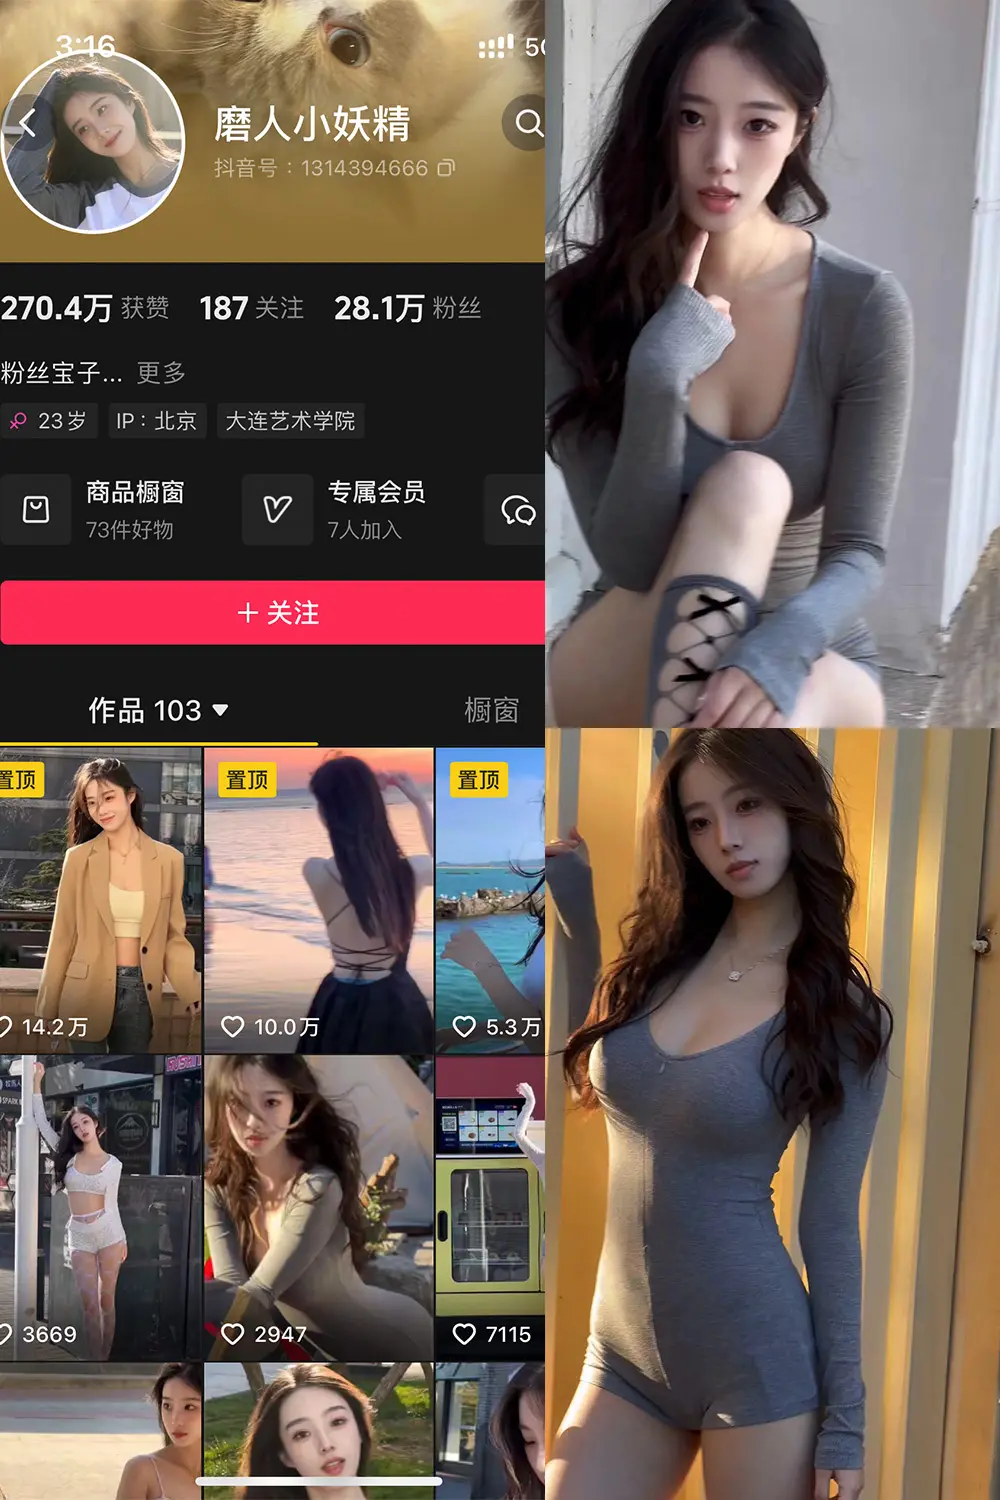 3:16
5G
磨人小妖精
抖音号：1314394666
270.4万 获赞 187 关注 28.1万 粉丝
粉丝宝子... 更多
23岁 IP：北京 大连艺术学院
商品橱窗 专属会员
73件好物 7人加入
+ 关注
作品 103 橱窗
置顶 置顶 置顶
14.2万 10.0万 5.3万
3669 2947 7115